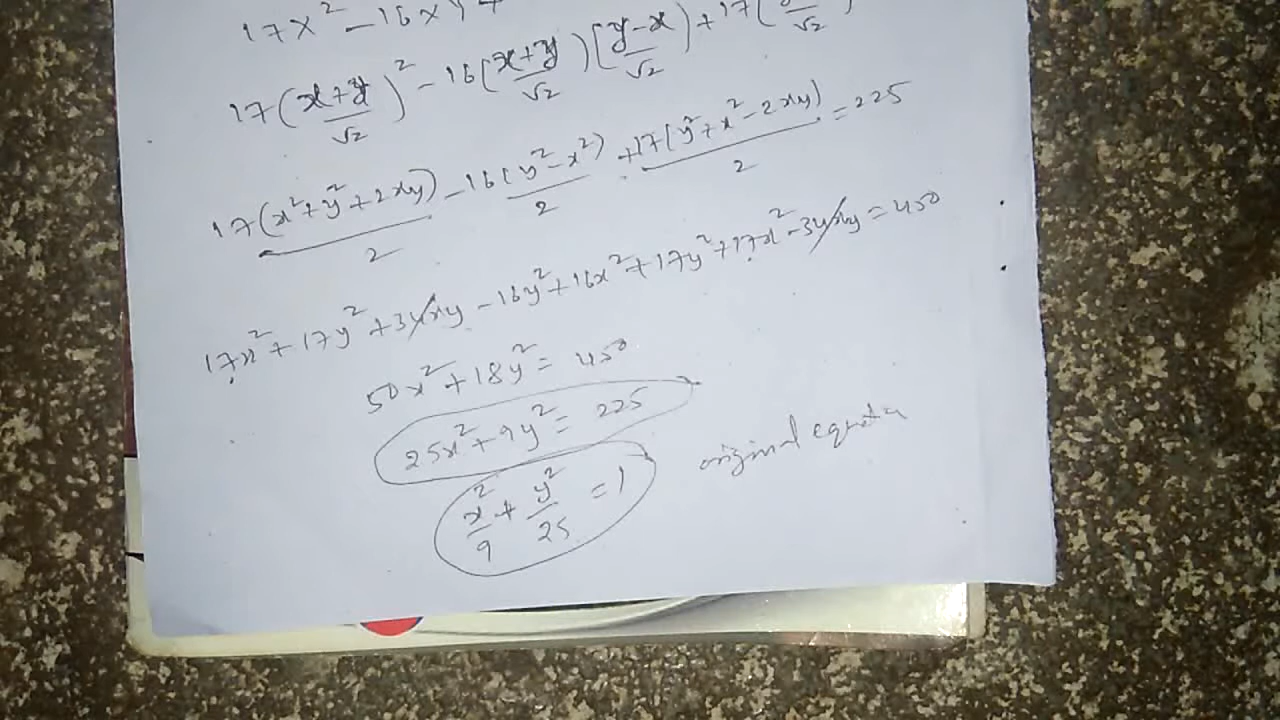 17x² - 16x
17(x+y/√2)² - 16(x+y/√2)(y-x/√2) + 17(
17(x²+y²+2xy)/2 - 16(y²-x²)/2 + 17(y²+x²-2xy)/2 = 225
17x² + 17y² + 34xy - 16y² + 16x² + 17y² + 17x² - 34xy = 450
50x² + 18y² = 450
25x² + 9y² = 225
x²/9 + y²/25 = 1 original